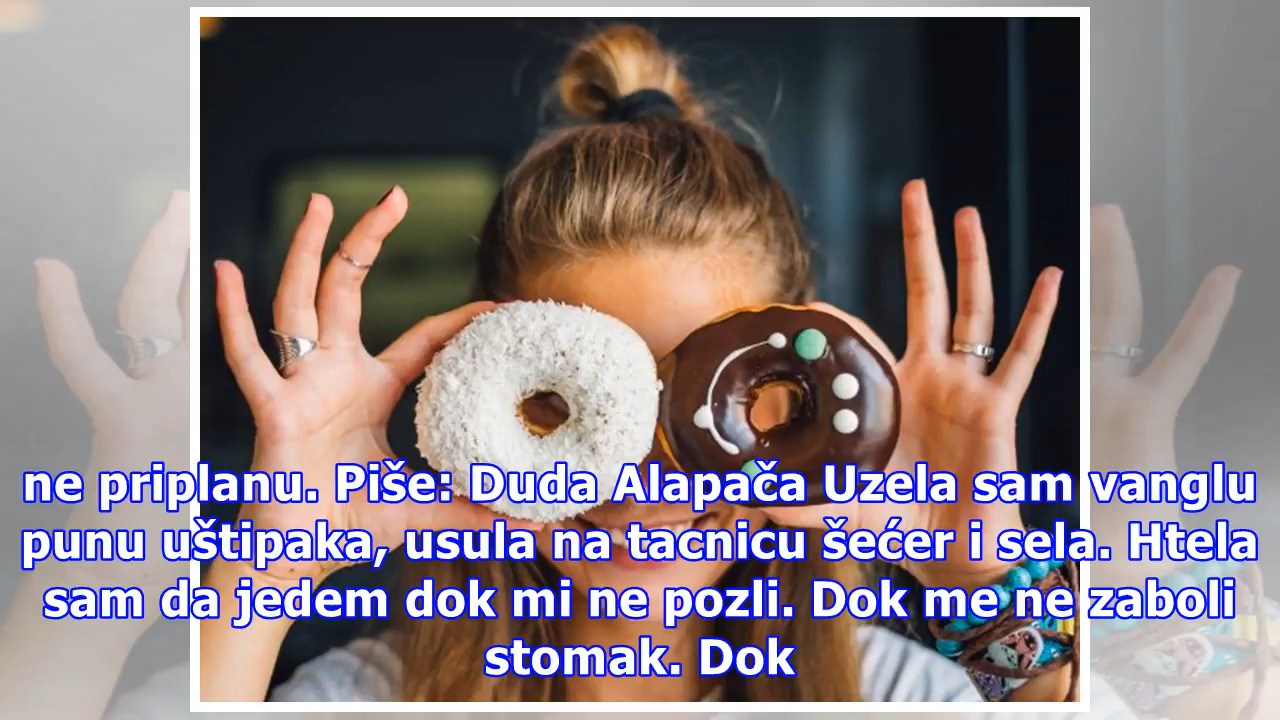 ne priplanu. Piše: Duda Alapača Uzela sam vanglu
punu uštipaka, usula na tacnicu šećer i sela. Htela
sam da jedem dok mi ne pozli. Dok me ne zaboli
stomak. Dok